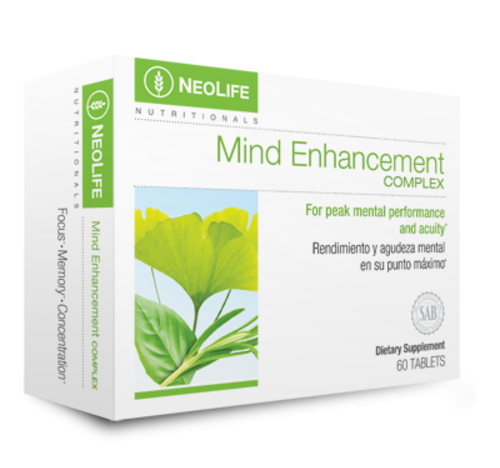 NEOLIFE
NUTRITIONALS
Mind Enhancement
COMPLEX
For peak mental performance
and acuity*
Rendimiento y agudeza mental
en su punto máximo*
SAB
Dietary Supplement
60 TABLETS
NEOLIFE
NUTRITIONALS
Mind Enhancement COMPLEX
Focus* • Memory • Concentration*